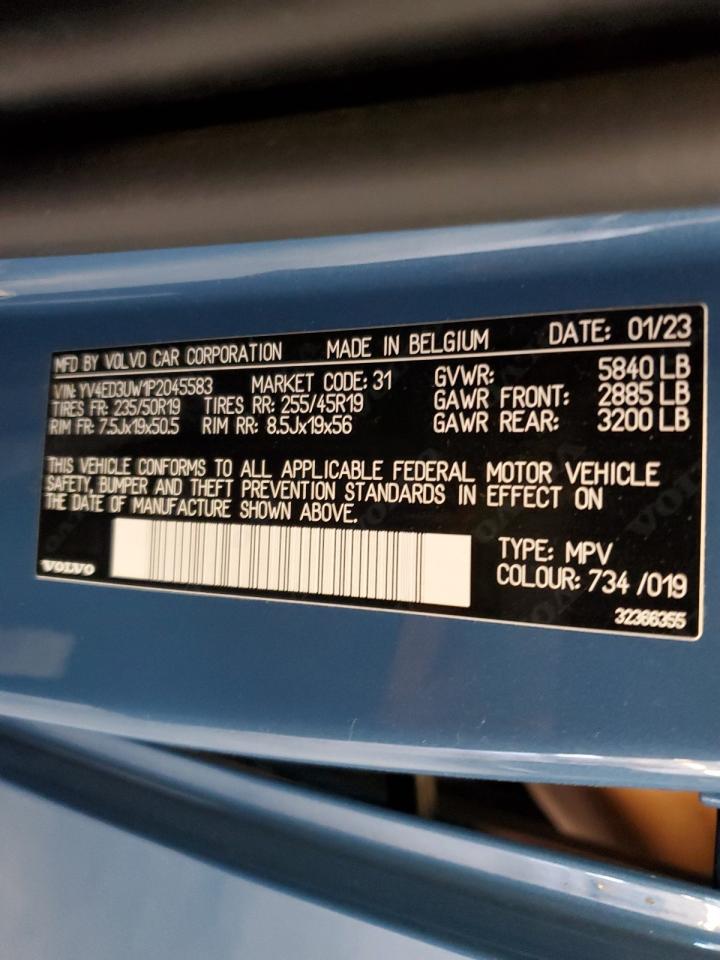 MFD BY VOLVO CAR CORPORATION MADE IN BELGIUM DATE: 01/23
VIN: YV4ED3UW1P2045583 MARKET CODE: 31 GVWR: 5840 LB
TIRES FR: 235/50R19 TIRES RR: 255/45R19 GAWR FRONT: 2885 LB
RIM FR: 7.5Jx19x50.5 RIM RR: 8.5Jx19x56 GAWR REAR: 3200 LB
THIS VEHICLE CONFORMS TO ALL APPLICABLE FEDERAL MOTOR VEHICLE
SAFETY, BUMPER AND THEFT PREVENTION STANDARDS IN EFFECT ON
THE DATE OF MANUFACTURE SHOWN ABOVE.
VOLVO
TYPE: MPV
COLOUR: 734 /019
32366355